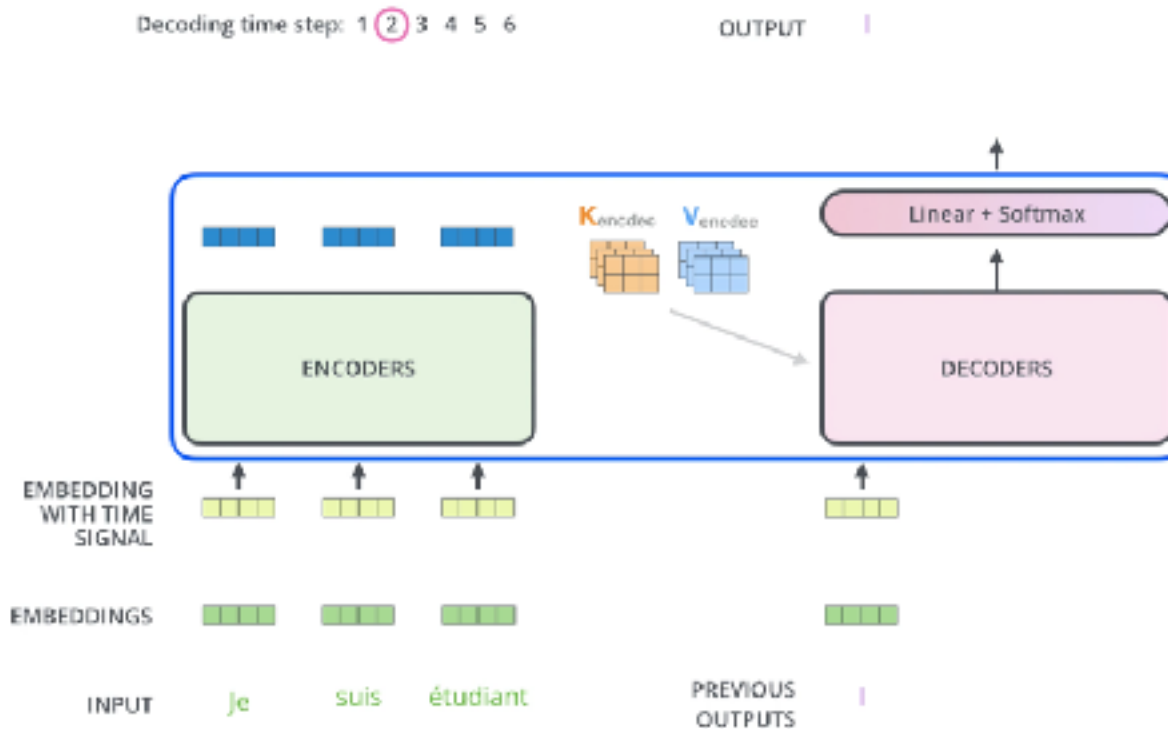 Decoding time step: 1 2 3 4 5 6
OUTPUT I
Linear + Softmax
Kencdec Vencdec
ENCODERS
DECODERS
EMBEDDING
WITH TIME
SIGNAL
EMBEDDINGS
INPUT Je suis étudiant
PREVIOUS
OUTPUTS I